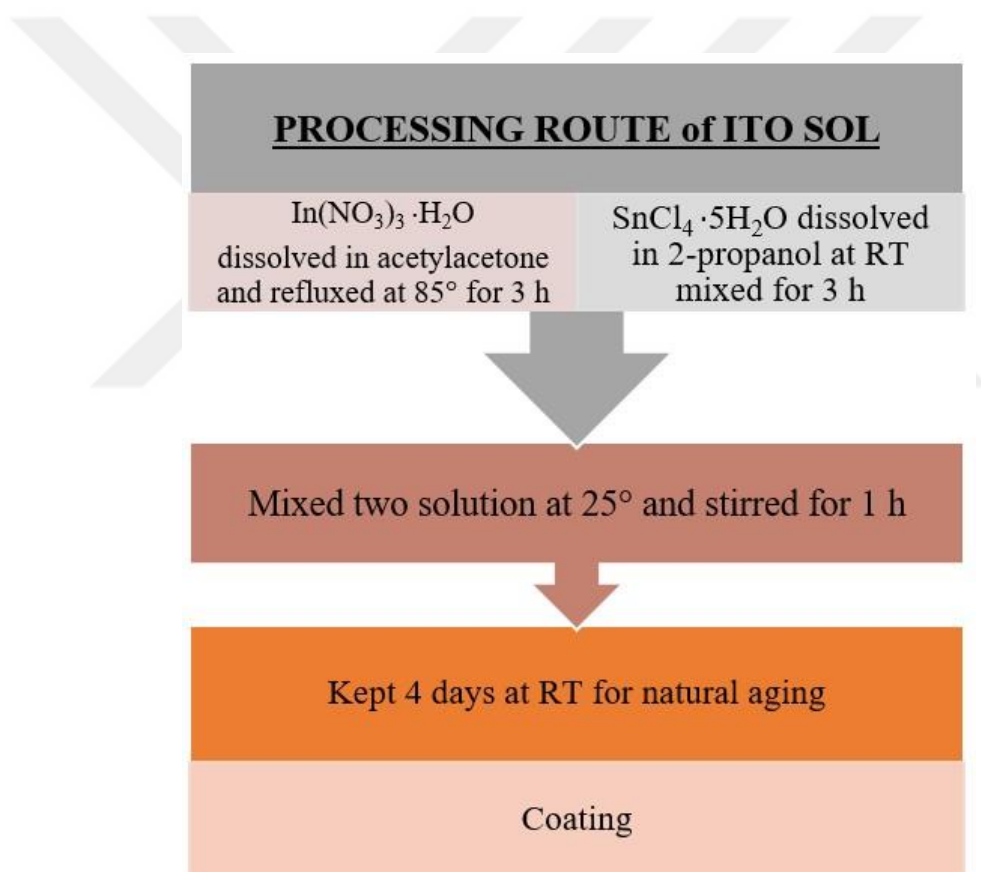 PROCESSING ROUTE of ITO SOL
In(NO₃)₃ ·H₂O
dissolved in acetylacetone
and refluxed at 85° for 3 h
SnCl₄ ·5H₂O dissolved
in 2-propanol at RT
mixed for 3 h
Mixed two solution at 25° and stirred for 1 h
Kept 4 days at RT for natural aging
Coating